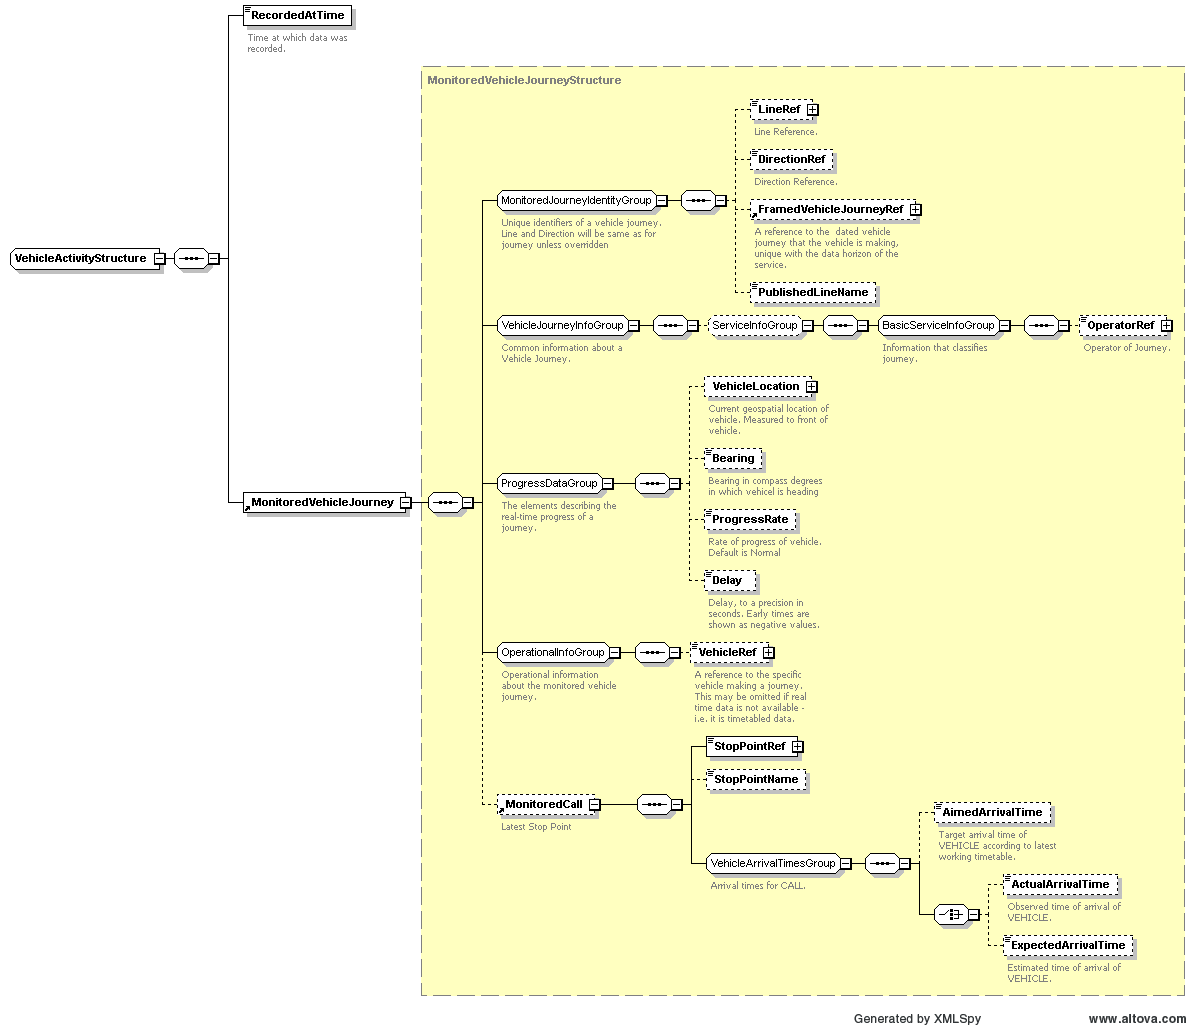 RecordedAtTime
Time at which data was
recorded.
MonitoredVehicleJourneyStructure
LineRef
Line Reference.
DirectionRef
Direction Reference.
MonitoredJourneyIdentityGroup
Unique identifiers of a vehicle journey.
Line and Direction will be same as for
journey unless overridden
FramedVehicleJourneyRef
A reference to the dated vehicle
journey that the vehicle is making,
unique with the data horizon of the
service.
VehicleActivityStructure
PublishedLineName
VehicleJourneyInfoGroup
Common information about a
Vehicle Journey.
ServiceInfoGroup
BasicServiceInfoGroup
Information that classifies
journey.
OperatorRef
Operator of Journey.
VehicleLocation
Current geospatial location of
vehicle. Measured to front of
vehicle.
Bearing
Bearing in compass degrees
in which vehicel is heading
ProgressDataGroup
The elements describing the
real-time progress of a
journey.
MonitoredVehicleJourney
ProgressRate
Rate of progress of vehicle.
Default is Normal
Delay
Delay, to a precision in
seconds. Early times are
shown as negative values.
OperationalInfoGroup
Operational information
about the monitored vehicle
journey.
VehicleRef
A reference to the specific
vehicle making a journey.
This may be omitted if real
time data is not available -
i.e. it is timetabled data.
StopPointRef
StopPointName
MonitoredCall
Latest Stop Point
AimedArrivalTime
Target arrival time of
VEHICLE according to latest
working timetable.
VehicleArrivalTimesGroup
Arrival times for CALL.
ActualArrivalTime
Observed time of arrival of
VEHICLE.
ExpectedArrivalTime
Estimated time of arrival of
VEHICLE.
Generated by XMLSpy
www.altova.com